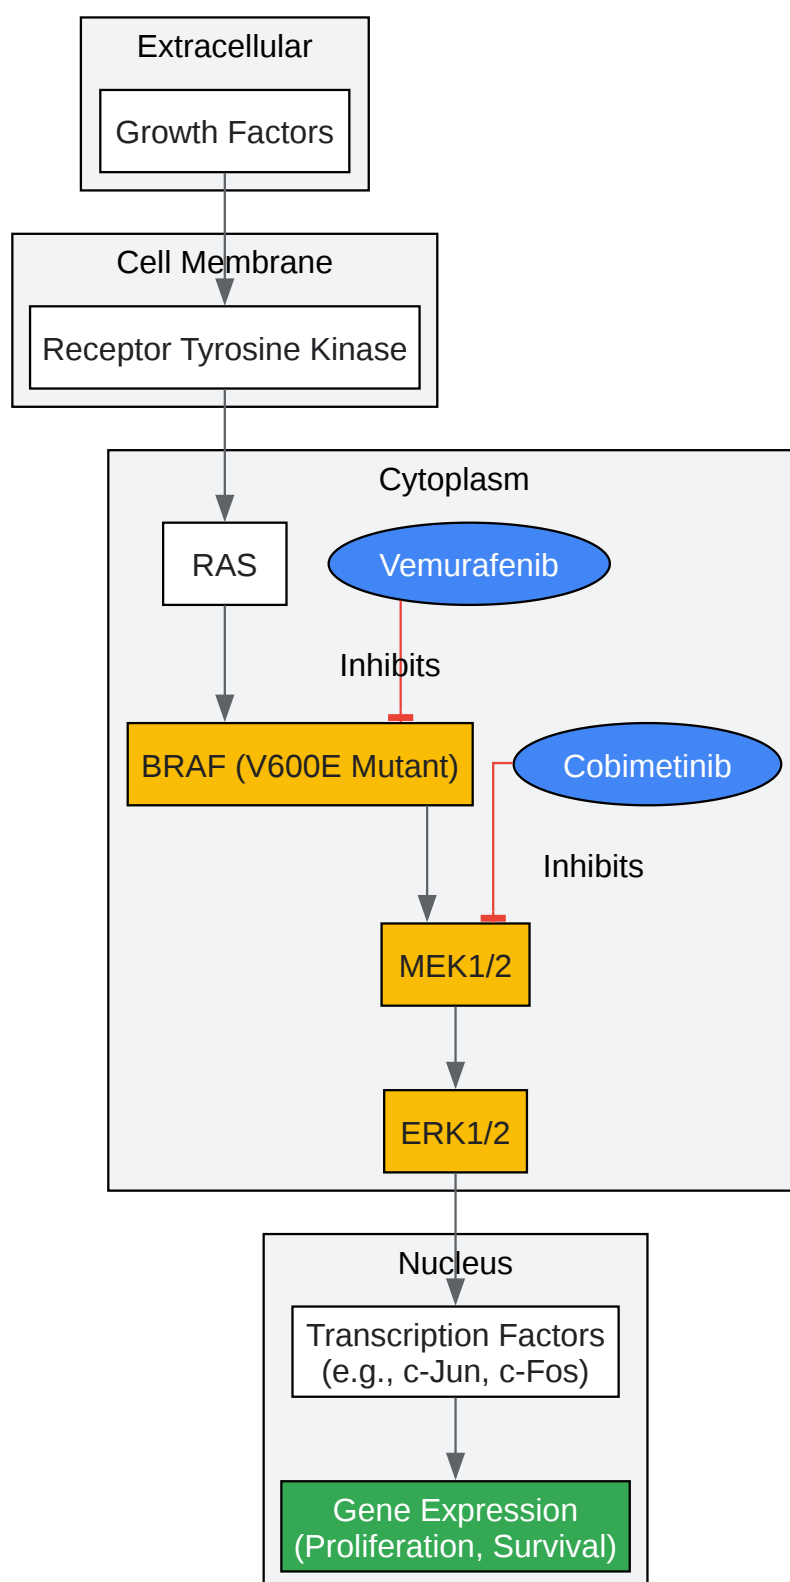 Extracellular
Growth Factors
Cell Membrane
Receptor Tyrosine Kinase
Cytoplasm
RAS
Vemurafenib
Inhibits
BRAF (V600E Mutant)
Cobimetinib
Inhibits
MEK1/2
ERK1/2
Nucleus
Transcription Factors
(e.g., c-Jun, c-Fos)
Gene Expression
(Proliferation, Survival)